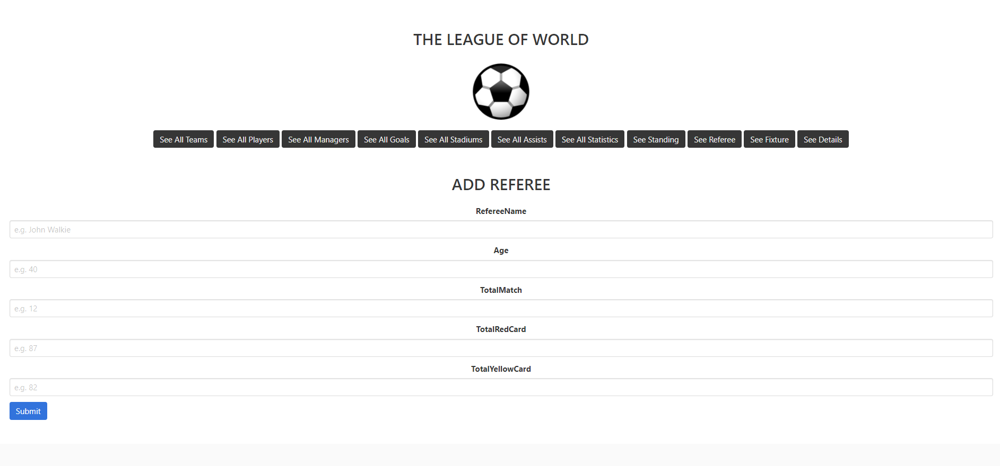 THE LEAGUE OF WORLD
See All Teams See All Players See All Managers See All Goals See All Stadiums See All Assists See All Statistics See Standing See Referee See Fixture See Details
ADD REFEREE
RefereeName
e.g. John Walkie
Age
e.g. 40
TotalMatch
e.g. 12
TotalRedCard
e.g. 87
TotalYellowCard
e.g. 82
Submit